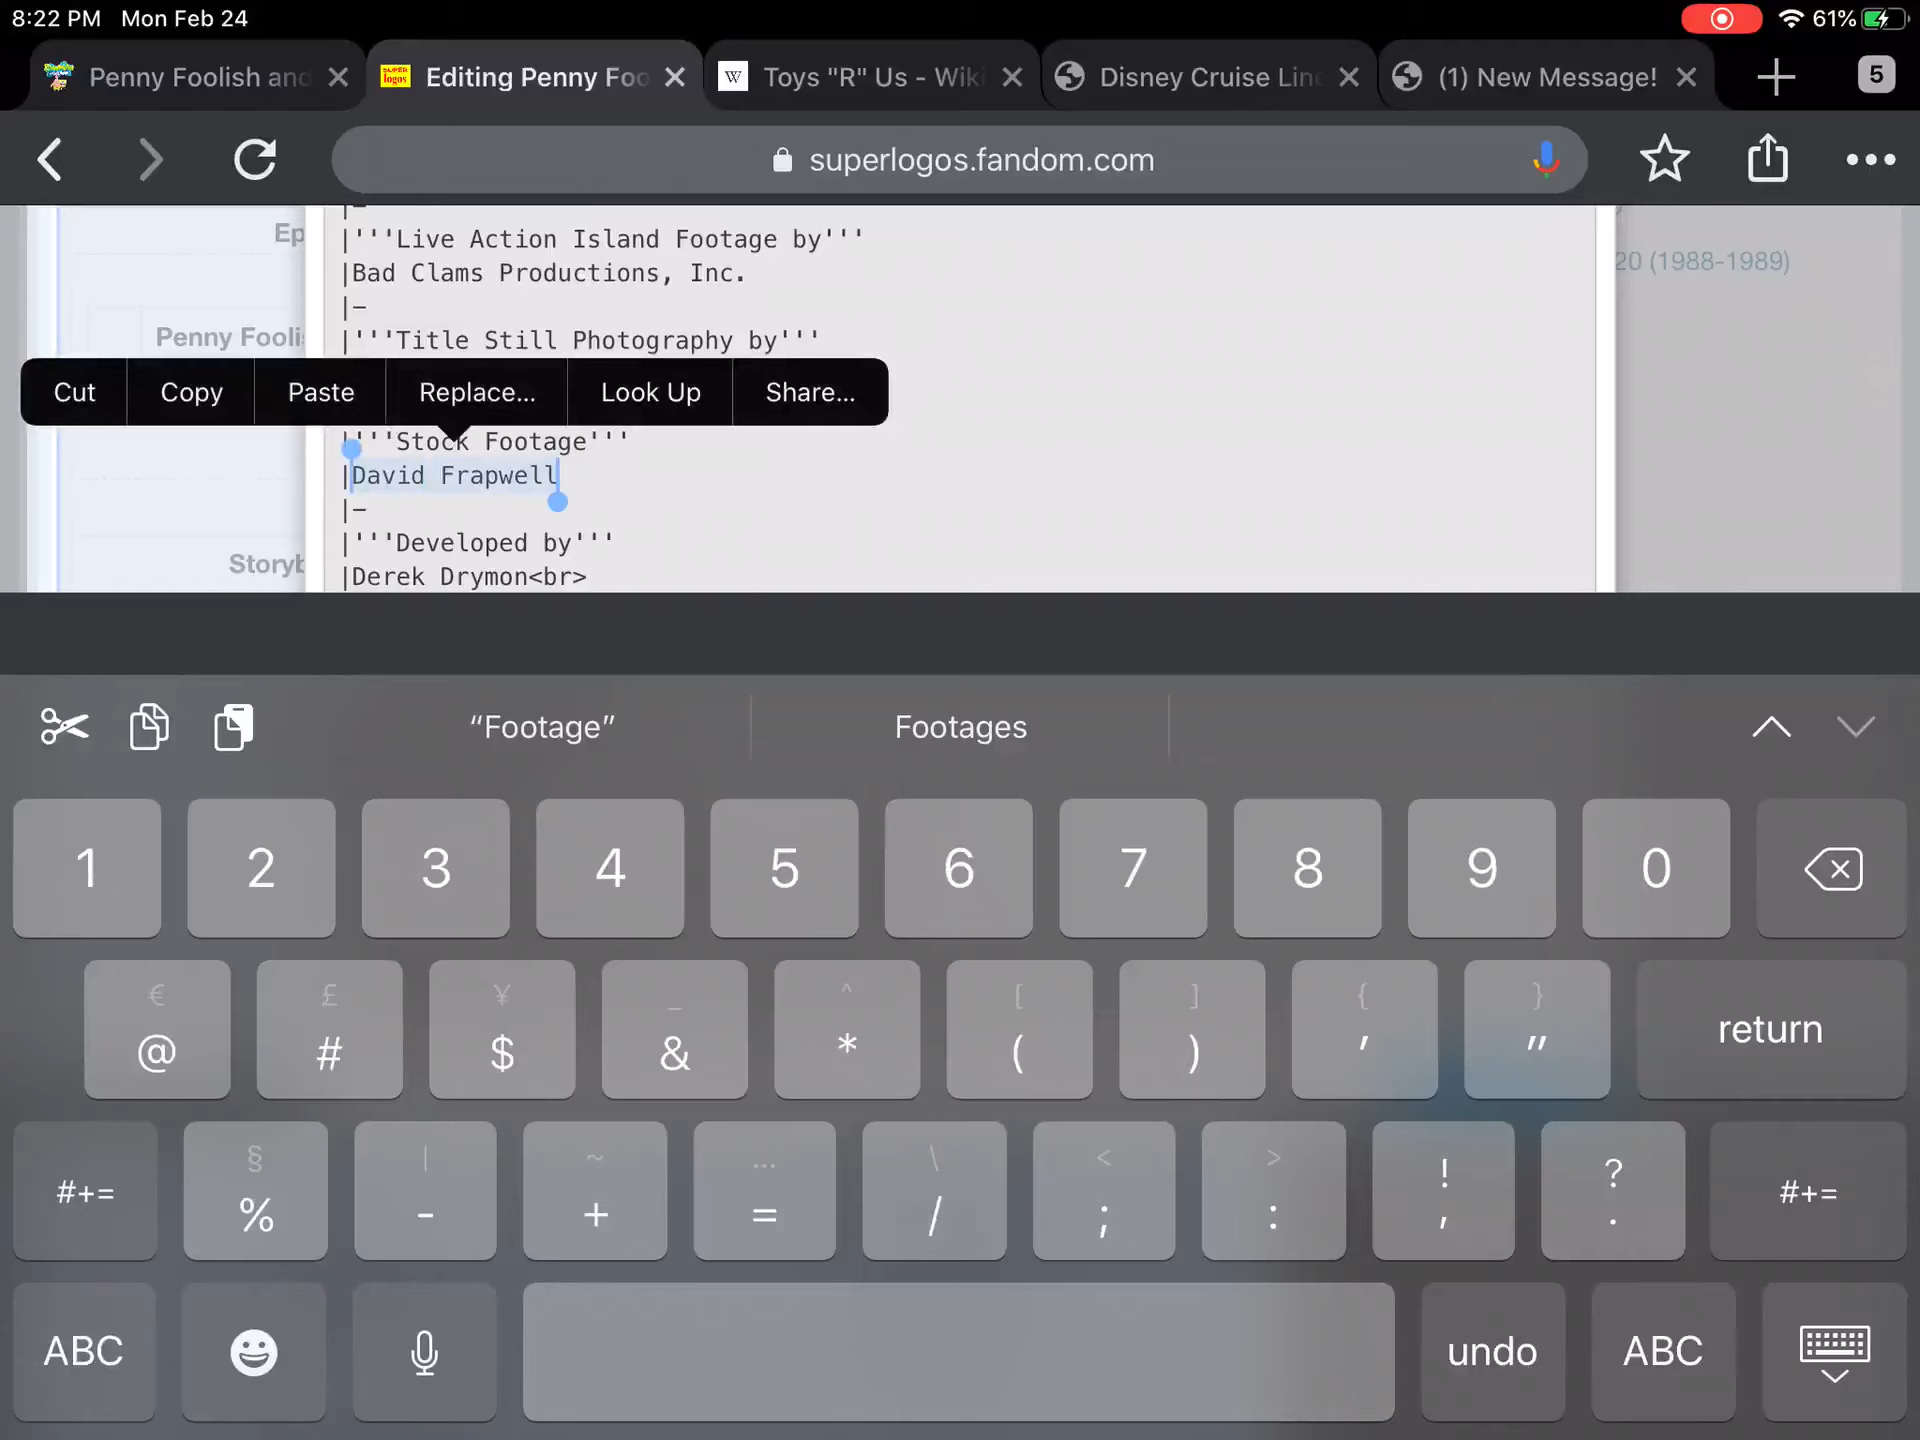 8:22 PM Mon Feb 24
61%
Penny Foolish and
SUPER logos Editing Penny Foo
W Toys "R" Us - Wiki
Disney Cruise Lin
(1) New Message!
5
superlogos.fandom.com
Ep
|'''Live Action Island Footage by'''
20 (1988-1989)
|Bad Clams Productions, Inc.
|-
Penny Fooli
|'''Title Still Photography by'''
Cut Copy Paste Replace... Look Up Share...
|'''Stock Footage'''
|David Frapwell
|-
|'''Developed by'''
Storyb
|Derek Drymon<br>
“Footage” Footages
1 2 3 4 5 6 7 8 9 0
€ £ ¥ _ ^ [ ] { }
@ # $ & * ( ) ' " return
§ | ~ ... \ < > ! ?
#+= % - + = / ; : , . #+=
ABC undo ABC